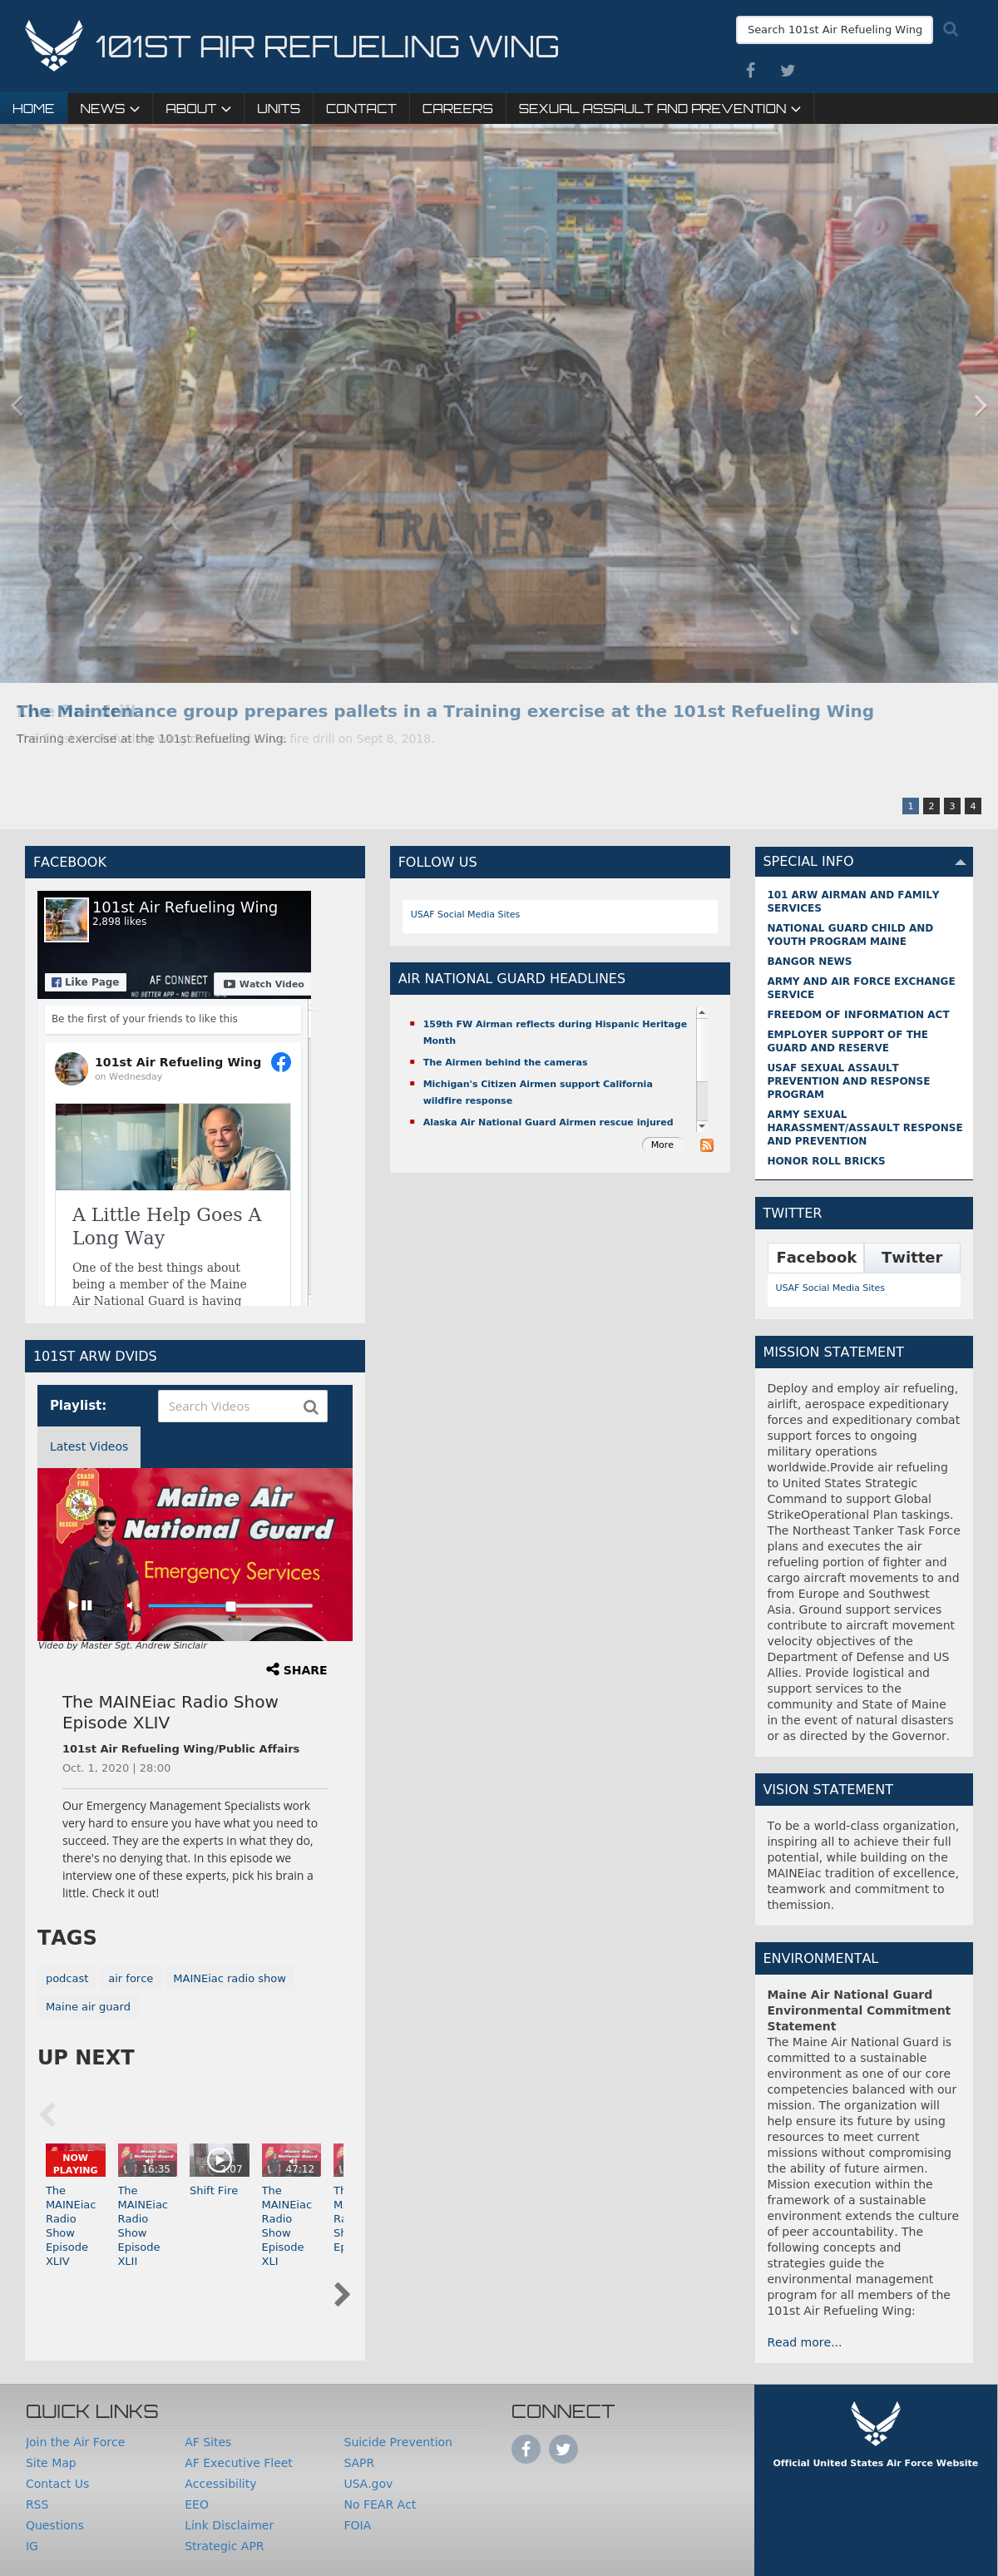 101ST AIR REFUELING WING
Search 101st Air Refueling Wing
HOME
NEWS
ABOUT
UNITS
CONTACT
CAREERS
SEXUAL ASSAULT AND PREVENTION
TRAINER
The Maintenance group prepares pallets in a Training exercise at the 101st Refueling Wing
Training exercise at the 101st Refueling Wing.
fire drill on Sept 8, 2018.
1 2 3 4
FACEBOOK
101st Air Refueling Wing
2,898 likes
Like Page
AF CONNECT
Watch Video
NO BETTER APP - NO BETTER
Be the first of your friends to like this
101st Air Refueling Wing
on Wednesday
A Little Help Goes A
Long Way
One of the best things about
being a member of the Maine
Air National Guard is having
101ST ARW DVIDS
Playlist:
Search Videos
Latest Videos
CRASH
FIRE
RESCUE
Maine Air
National Guard
Emergency Services
Video by Master Sgt. Andrew Sinclair
SHARE
The MAINEiac Radio Show
Episode XLIV
101st Air Refueling Wing/Public Affairs
Oct. 1, 2020 | 28:00
Our Emergency Management Specialists work
very hard to ensure you have what you need to
succeed. They are the experts in what they do,
there's no denying that. In this episode we
interview one of these experts, pick his brain a
little. Check it out!
TAGS
podcast
air force
MAINEiac radio show
Maine air guard
UP NEXT
NOW
PLAYING
The
MAINEiac
Radio
Show
Episode
XLIV
16:35
The
MAINEiac
Radio
Show
Episode
XLII
2:07
Shift Fire
47:12
The
MAINEiac
Radio
Show
Episode
XLI
FOLLOW US
USAF Social Media Sites
AIR NATIONAL GUARD HEADLINES
159th FW Airman reflects during Hispanic Heritage
Month
The Airmen behind the cameras
Michigan's Citizen Airmen support California
wildfire response
Alaska Air National Guard Airmen rescue injured
More
SPECIAL INFO
101 ARW AIRMAN AND FAMILY
SERVICES
NATIONAL GUARD CHILD AND
YOUTH PROGRAM MAINE
BANGOR NEWS
ARMY AND AIR FORCE EXCHANGE
SERVICE
FREEDOM OF INFORMATION ACT
EMPLOYER SUPPORT OF THE
GUARD AND RESERVE
USAF SEXUAL ASSAULT
PREVENTION AND RESPONSE
PROGRAM
ARMY SEXUAL
HARASSMENT/ASSAULT RESPONSE
AND PREVENTION
HONOR ROLL BRICKS
TWITTER
Facebook
Twitter
USAF Social Media Sites
MISSION STATEMENT
Deploy and employ air refueling,
airlift, aerospace expeditionary
forces and expeditionary combat
support forces to ongoing
military operations
worldwide.Provide air refueling
to United States Strategic
Command to support Global
StrikeOperational Plan taskings.
The Northeast Tanker Task Force
plans and executes the air
refueling portion of fighter and
cargo aircraft movements to and
from Europe and Southwest
Asia. Ground support services
contribute to aircraft movement
velocity objectives of the
Department of Defense and US
Allies. Provide logistical and
support services to the
community and State of Maine
in the event of natural disasters
or as directed by the Governor.
VISION STATEMENT
To be a world-class organization,
inspiring all to achieve their full
potential, while building on the
MAINEiac tradition of excellence,
teamwork and commitment to
themission.
ENVIRONMENTAL
Maine Air National Guard
Environmental Commitment
Statement
The Maine Air National Guard is
committed to a sustainable
environment as one of our core
competencies balanced with our
mission. The organization will
help ensure its future by using
resources to meet current
missions without compromising
the ability of future airmen.
Mission execution within the
framework of a sustainable
environment extends the culture
of peer accountability. The
following concepts and
strategies guide the
environmental management
program for all members of the
101st Air Refueling Wing:
Read more...
QUICK LINKS
Join the Air Force
Site Map
Contact Us
RSS
Questions
IG
AF Sites
AF Executive Fleet
Accessibility
EEO
Link Disclaimer
Strategic APR
Suicide Prevention
SAPR
USA.gov
No FEAR Act
FOIA
CONNECT
Official United States Air Force Website